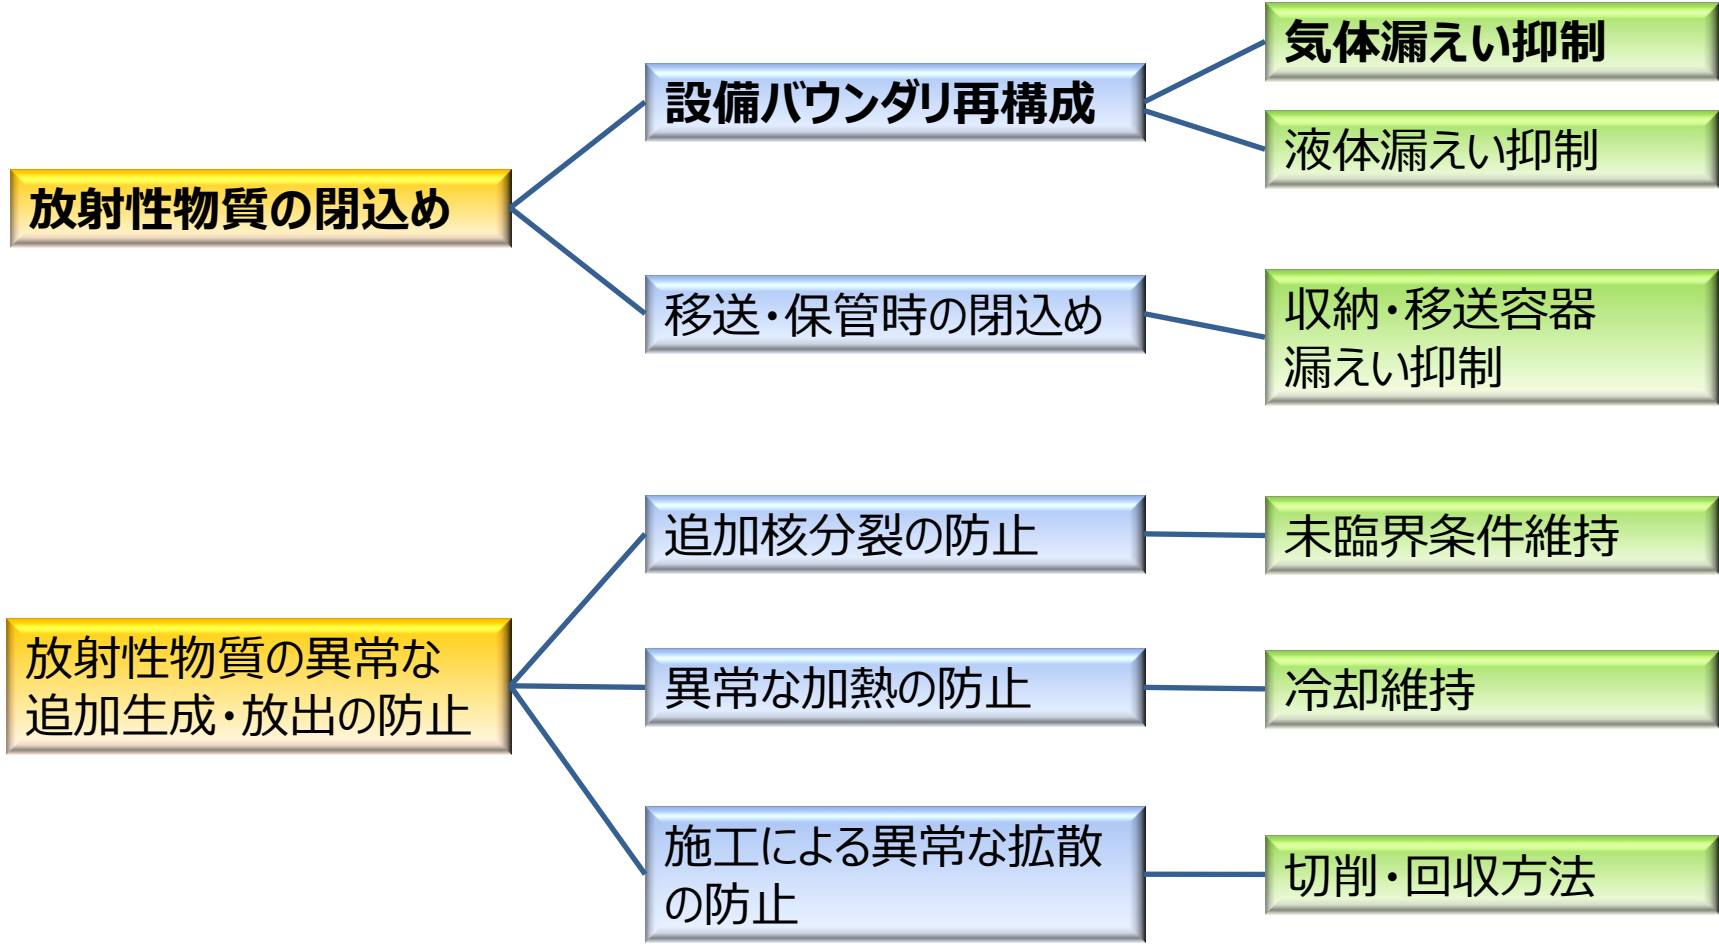 放射性物質の閉込め
設備バウンダリ再構成
気体漏えい抑制
液体漏えい抑制
移送・保管時の閉込め
収納・移送容器
漏えい抑制
放射性物質の異常な
追加生成・放出の防止
追加核分裂の防止
未臨界条件維持
異常な加熱の防止
冷却維持
施工による異常な拡散
の防止
切削・回収方法